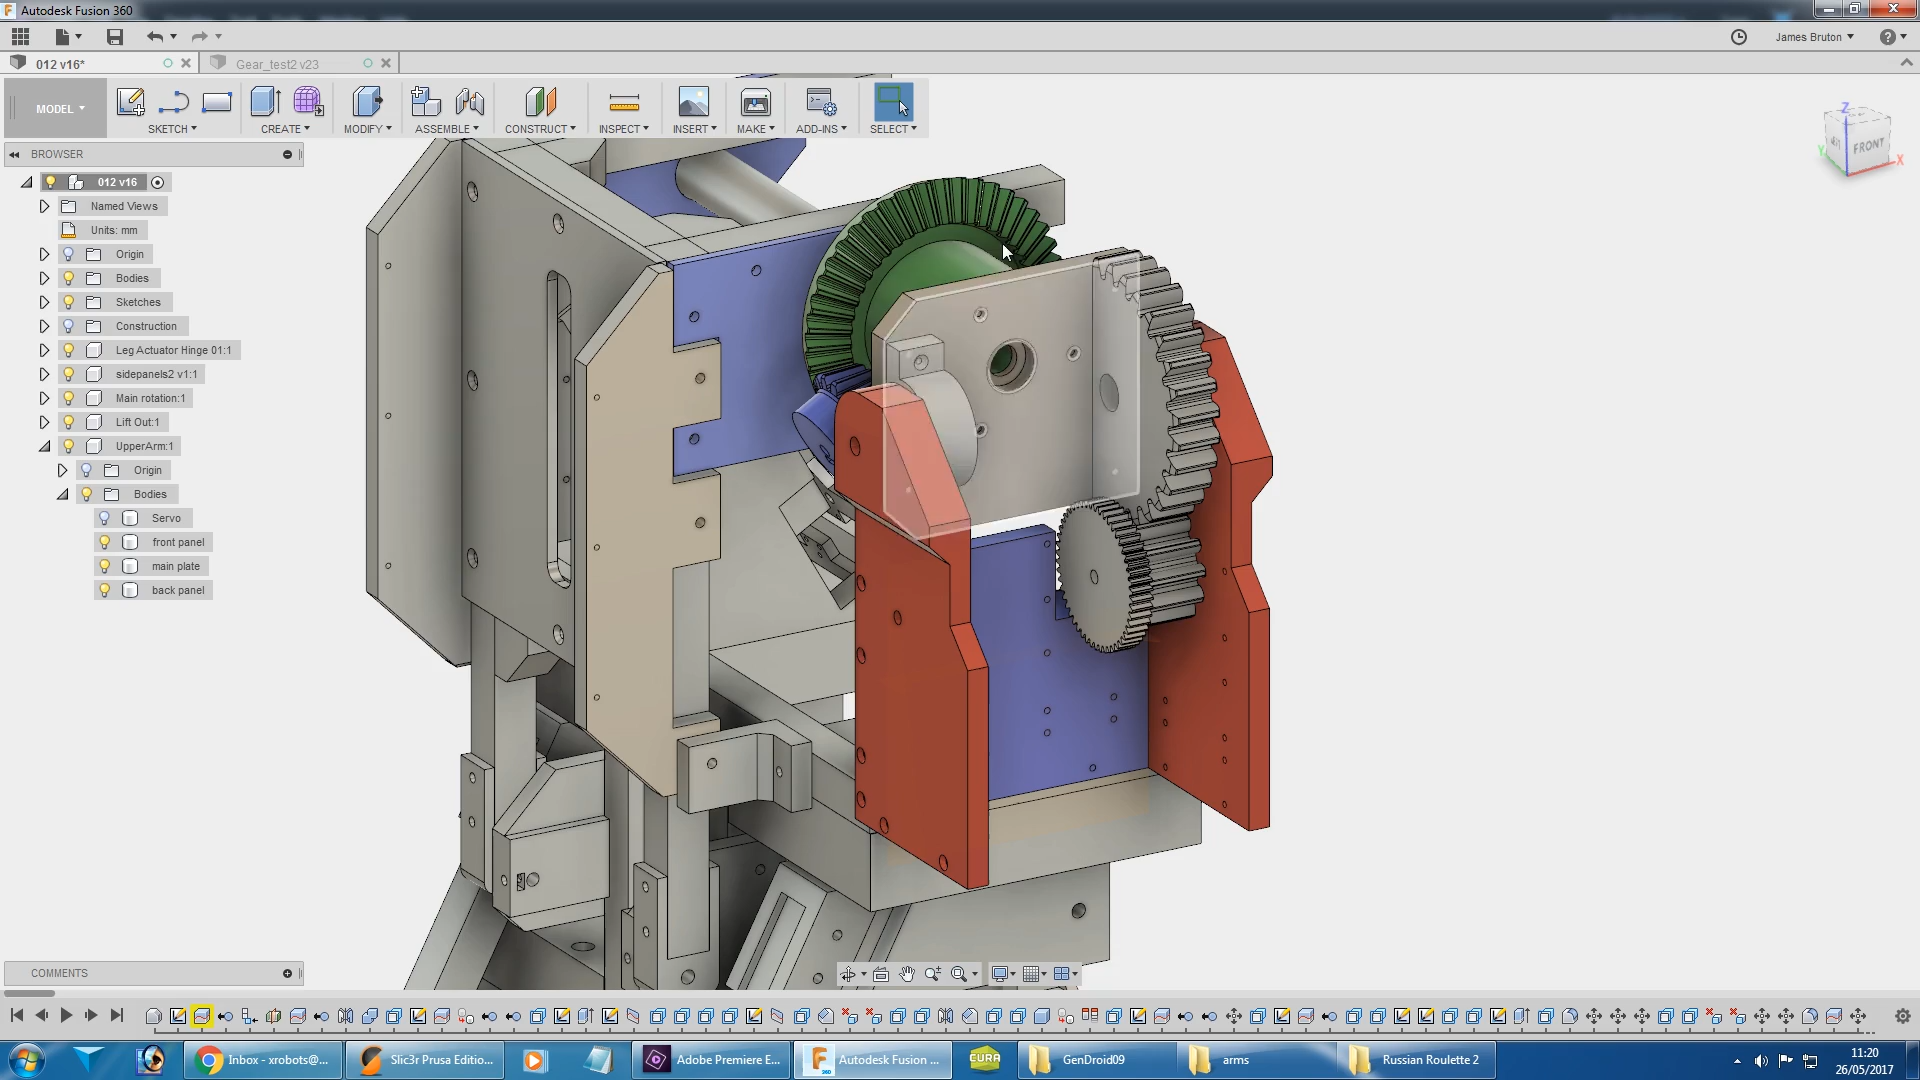 Autodesk Fusion 360
James Bruton
012 v16*
Gear_test2 v23
MODEL
SKETCH
CREATE
MODIFY
ASSEMBLE
CONSTRUCT
INSPECT
INSERT
MAKE
ADD-INS
SELECT
Z
FRONT
X
Y
BROWSER
012 v16
Named Views
Units: mm
Origin
Bodies
Sketches
Construction
Leg Actuator Hinge 01:1
sidepanels2 v1:1
Main rotation:1
Lift Out:1
UpperArm:1
Origin
Bodies
Servo
front panel
main plate
back panel
COMMENTS
Inbox - xrobots@...
Slic3r Prusa Editio...
Adobe Premiere E...
Autodesk Fusion ...
CURA
GenDroid09
arms
Russian Roulette 2
11:20
26/05/2017